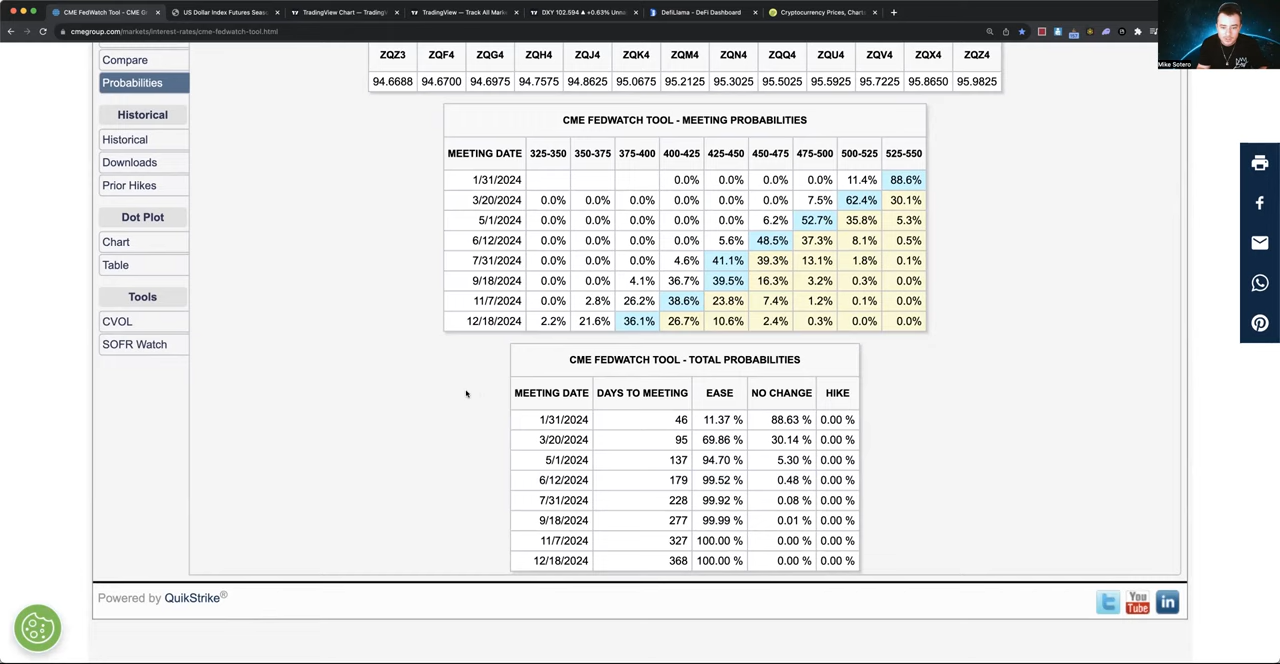 CME FedWatch Tool - CME G
US Dollar Index Futures Seas
TradingView Chart — Trading
TradingView — Track All Mark
DXY 102.594 ▲ +0.63% Unna
DefiLlama - DeFi Dashboard
Cryptocurrency Prices, Chart
cmegroup.com/markets/interest-rates/cme-fedwatch-tool.html
Mike Sotero
Compare
Probabilities
Historical
Historical
Downloads
Prior Hikes
Dot Plot
Chart
Table
Tools
CVOL
SOFR Watch
ZQZ3 ZQF4 ZQG4 ZQH4 ZQJ4 ZQK4 ZQM4 ZQN4 ZQQ4 ZQU4 ZQV4 ZQX4 ZQZ4
94.6688 94.6700 94.6975 94.7575 94.8625 95.0675 95.2125 95.3025 95.5025 95.5925 95.7225 95.8650 95.9825
CME FEDWATCH TOOL - MEETING PROBABILITIES
MEETING DATE 325-350 350-375 375-400 400-425 425-450 450-475 475-500 500-525 525-550
1/31/2024 0.0% 0.0% 0.0% 0.0% 11.4% 88.6%
3/20/2024 0.0% 0.0% 0.0% 0.0% 0.0% 0.0% 7.5% 62.4% 30.1%
5/1/2024 0.0% 0.0% 0.0% 0.0% 0.0% 6.2% 52.7% 35.8% 5.3%
6/12/2024 0.0% 0.0% 0.0% 0.0% 5.6% 48.5% 37.3% 8.1% 0.5%
7/31/2024 0.0% 0.0% 0.0% 4.6% 41.1% 39.3% 13.1% 1.8% 0.1%
9/18/2024 0.0% 0.0% 4.1% 36.7% 39.5% 16.3% 3.2% 0.3% 0.0%
11/7/2024 0.0% 2.8% 26.2% 38.6% 23.8% 7.4% 1.2% 0.1% 0.0%
12/18/2024 2.2% 21.6% 36.1% 26.7% 10.6% 2.4% 0.3% 0.0% 0.0%
CME FEDWATCH TOOL - TOTAL PROBABILITIES
MEETING DATE DAYS TO MEETING EASE NO CHANGE HIKE
1/31/2024 46 11.37 % 88.63 % 0.00 %
3/20/2024 95 69.86 % 30.14 % 0.00 %
5/1/2024 137 94.70 % 5.30 % 0.00 %
6/12/2024 179 99.52 % 0.48 % 0.00 %
7/31/2024 228 99.92 % 0.08 % 0.00 %
9/18/2024 277 99.99 % 0.01 % 0.00 %
11/7/2024 327 100.00 % 0.00 % 0.00 %
12/18/2024 368 100.00 % 0.00 % 0.00 %
Powered by QuikStrike®
You
Tube
in